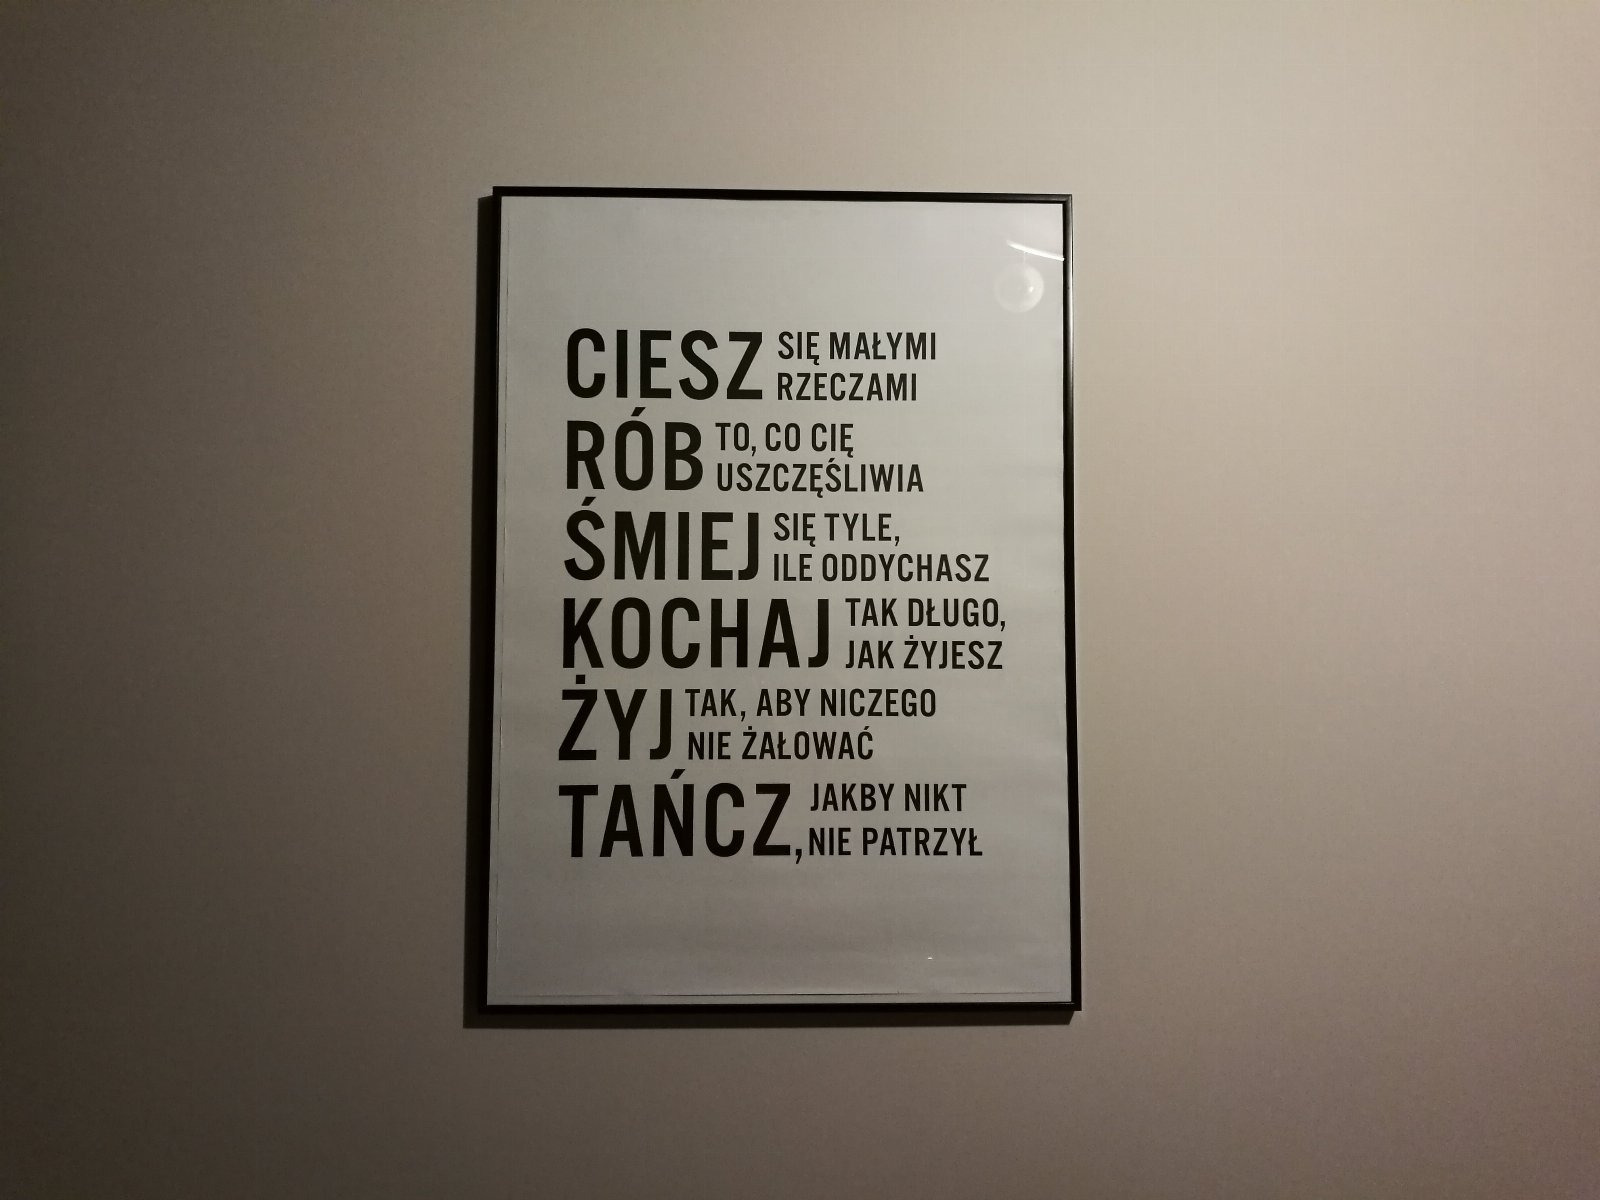 CIESZ SIĘ MAŁYMI
RZECZAMI
RÓB TO, CO CIĘ
USZCZĘŚLIWIA
ŚMIEJ SIĘ TYLE,
ILE ODDYCHASZ
KOCHAJ TAK DŁUGO,
JAK ŻYJESZ
ŻYJ TAK, ABY NICZEGO
NIE ŻAŁOWAĆ
TAŃCZ, JAKBY NIKT
NIE PATRZYŁ